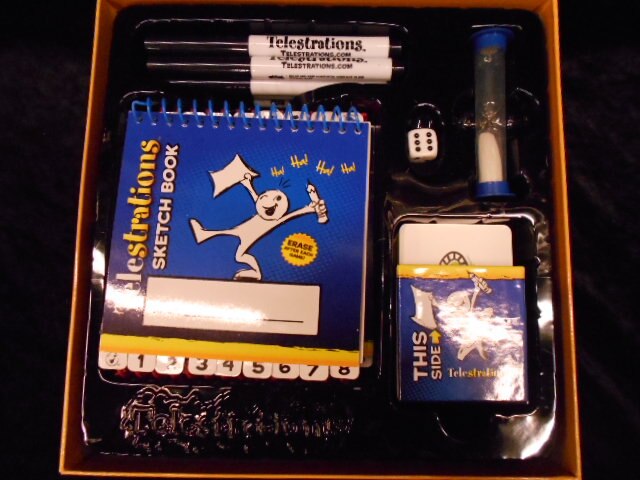 Telestrations
TELESTRATIONS.COM
Telestrations
TELESTRATIONS.COM
elestrations
SKETCH BOOK
Ha!
Ha!
Ha!
Ha!
ERASE
AFTER EACH
GAME!
1 2 3 4 5 6 7 8
THIS
SIDE
Telestrations
Telestrations